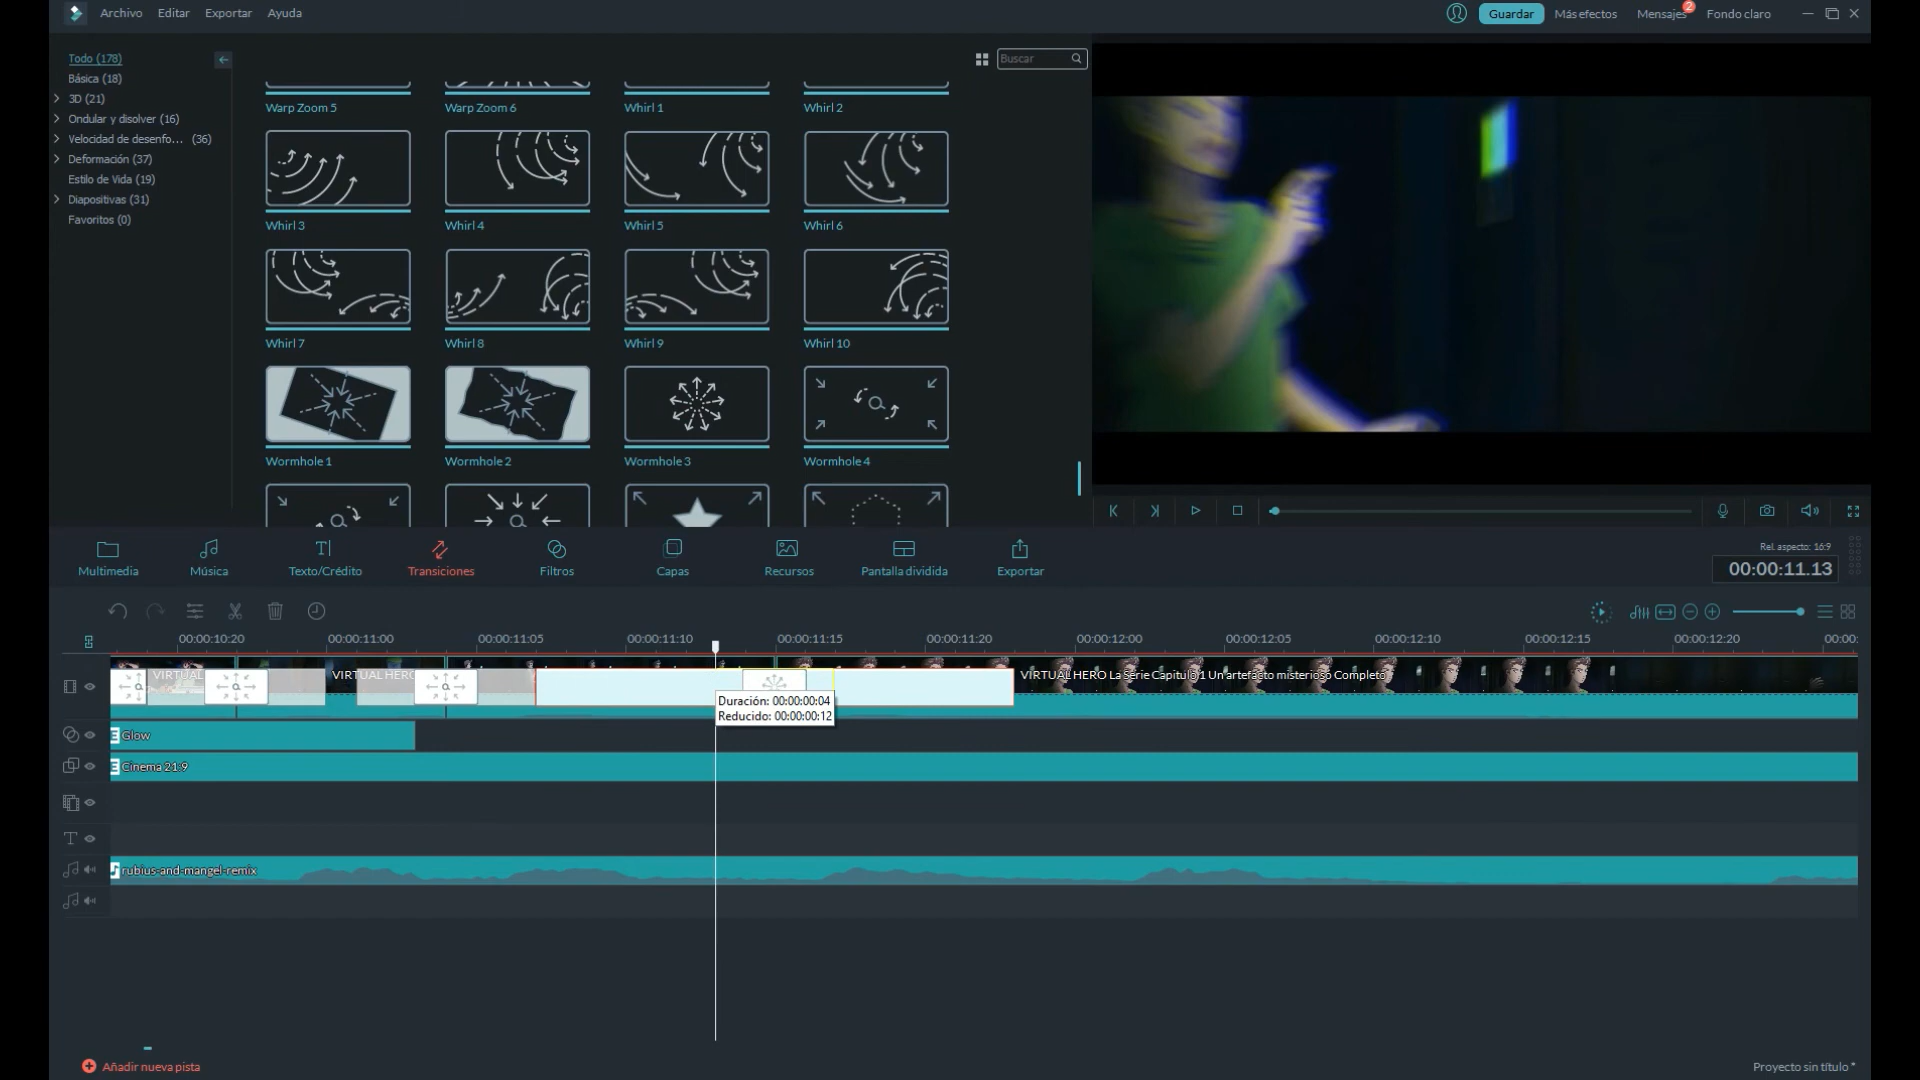 Archivo Editar Exportar Ayuda
Guardar Más efectos Mensajes 2 Fondo claro
Todo (178)
Básica (18)
3D (21)
Ondular y disolver (16)
Velocidad de desenfo... (36)
Deformación (37)
Estilo de Vida (19)
Diapositivas (31)
Favoritos (0)
Buscar
Warp Zoom 5 Warp Zoom 6 Whirl 1 Whirl 2
Whirl 3 Whirl 4 Whirl 5 Whirl 6
Whirl 7 Whirl 8 Whirl 9 Whirl 10
Wormhole 1 Wormhole 2 Wormhole 3 Wormhole 4
Multimedia Música Texto/Crédito Transiciones Filtros Capas Recursos Pantalla dividida Exportar
Rel. aspecto: 16:9
00:00:11.13
00:00:10:20 00:00:11:00 00:00:11:05 00:00:11:10 00:00:11:15 00:00:11:20 00:00:12:00 00:00:12:05 00:00:12:10 00:00:12:15 00:00:12:20 00:00:
VIRTUAL VIRTUAL HERO VIRTUAL HERO La Serie Capitulo 1 Un artefacto misterioso Completo
Duración: 00:00:00:04
Reducido: 00:00:00:12
Glow
Cinema 21:9
rubius-and-mangel-remix
Añadir nueva pista
Proyecto sin título *